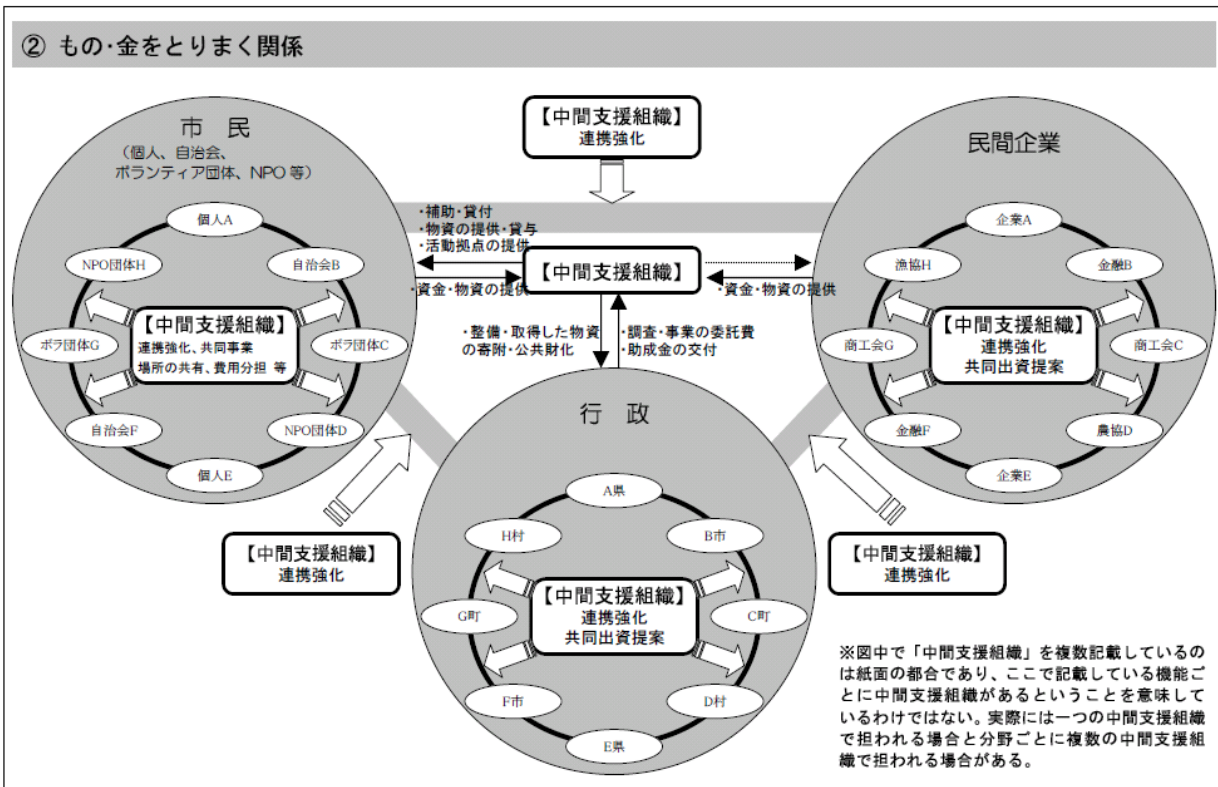 ② もの・金をとりまく関係
【中間支援組織】
連携強化
市 民
（個人、自治会、
ボランティア団体、NPO 等）
民間企業
・補助・貸付
・物資の提供・貸与
・活動拠点の提供
【中間支援組織】
・資金・物資の提供
・資金・物資の提供
・整備・取得した物資
の寄附・公共財化
・調査・事業の委託費
・助成金の交付
個人A
自治会B
ボラ団体C
NPO団体D
個人E
自治会F
ボラ団体G
NPO団体H
【中間支援組織】
連携強化、共同事業
場所の共有、費用分担 等
企業A
金融B
商工会C
農協D
企業E
金融F
商工会G
漁協H
【中間支援組織】
連携強化
共同出資提案
【中間支援組織】
連携強化
【中間支援組織】
連携強化
行 政
A県
B市
C町
D村
E県
F市
G町
H村
【中間支援組織】
連携強化
共同出資提案
※図中で「中間支援組織」を複数記載しているの
は紙面の都合であり、ここで記載している機能ご
とに中間支援組織があるということを意味して
いるわけではない。実際には一つの中間支援組織
で担われる場合と分野ごとに複数の中間支援組
織で担われる場合がある。